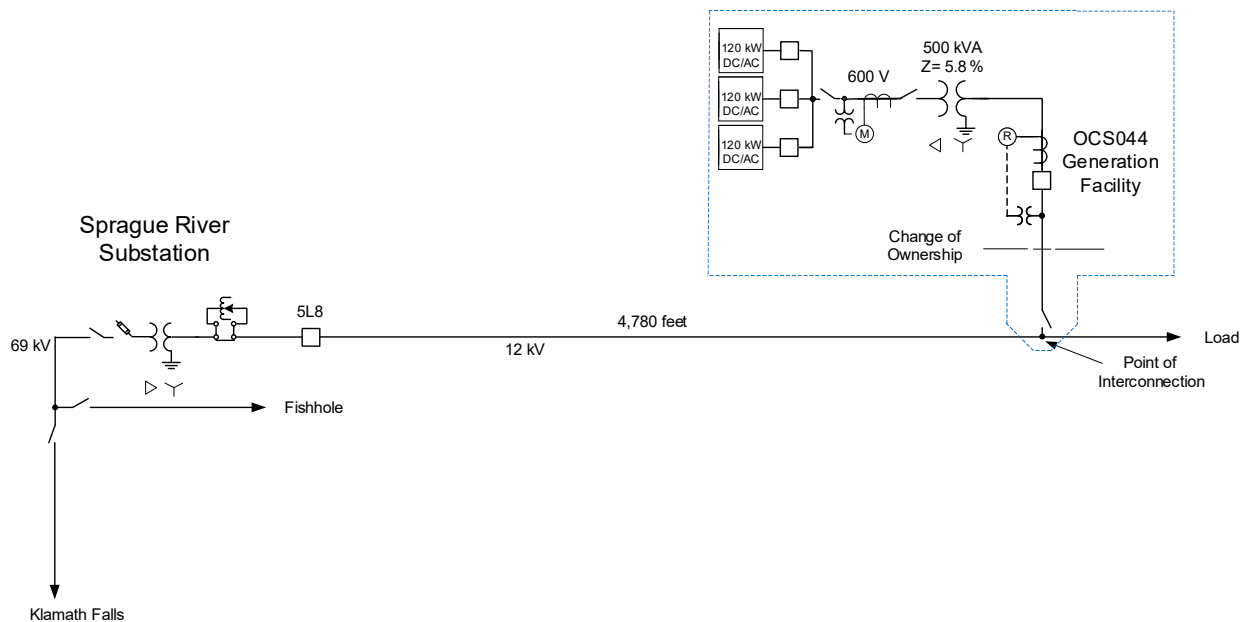 120 kW
DC/AC
120 kW
DC/AC
120 kW
DC/AC
600 V
M
500 kVA
Z= 5.8 %
R
OCS044
Generation
Facility
Change of
Ownership
Sprague River
Substation
69 kV
5L8
4,780 feet
12 kV
Load
Point of
Interconnection
Fishhole
Klamath Falls